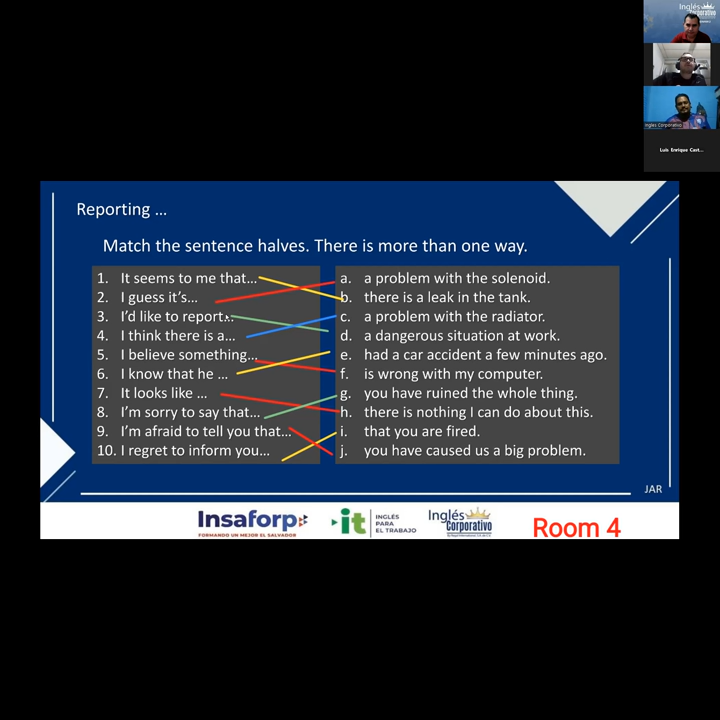 Inglés
Corporativo
Ingles Corporativo
Luis Enrique Cast...
Reporting ...
Match the sentence halves. There is more than one way.
1. It seems to me that...
2. I guess it's...
3. I'd like to report...
4. I think there is a...
5. I believe something...
6. I know that he ...
7. It looks like ...
8. I'm sorry to say that...
9. I'm afraid to tell you that...
10. I regret to inform you...
a. a problem with the solenoid.
b. there is a leak in the tank.
c. a problem with the radiator.
d. a dangerous situation at work.
e. had a car accident a few minutes ago.
f. is wrong with my computer.
g. you have ruined the whole thing.
h. there is nothing I can do about this.
i. that you are fired.
j. you have caused us a big problem.
JAR
Insaforp
FORMANDO UN MEJOR EL SALVADOR
it
INGLÉS
PARA
EL TRABAJO
Inglés
Corporativo
Room 4